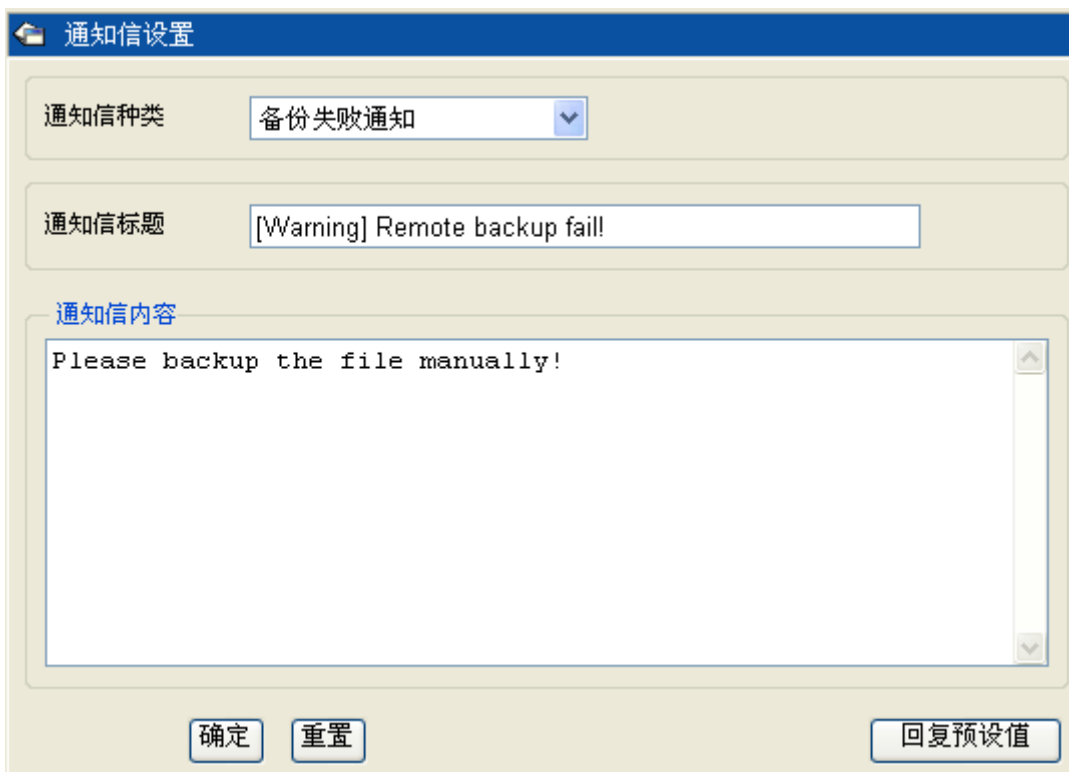 通知信设置
通知信种类 备份失败通知
通知信标题 [Warning] Remote backup fail!
通知信内容
Please backup the file manually!
确定 重置 回复预设值